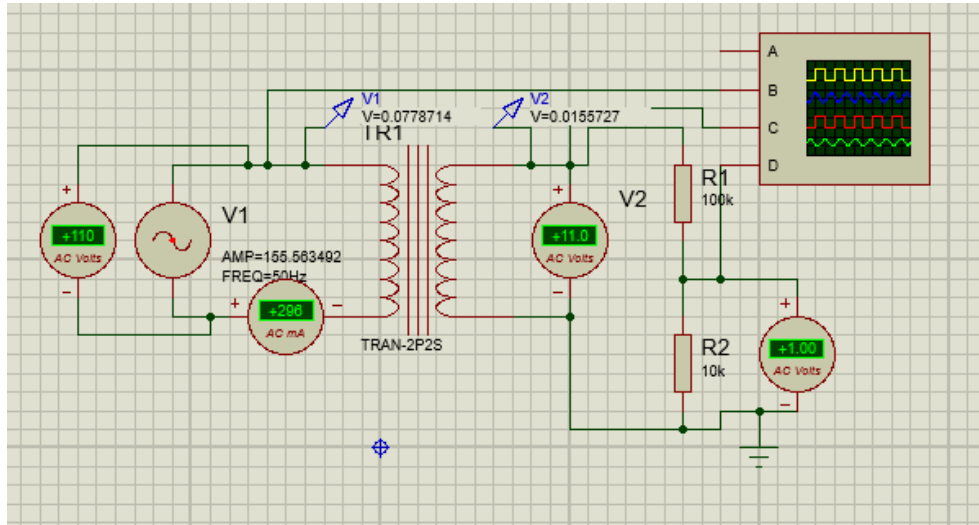 A
B
C
D
V1
V=0.0778714
V2
V=0.0155727
TR1
+
+110
AC Volts
−
V1
AMP=155.563492
FREQ=50Hz
+
+296
AC mA
−
TRAN-2P2S
+
+11.0
AC Volts
−
V2
R1
100k
R2
10k
+
+1.00
AC Volts
−